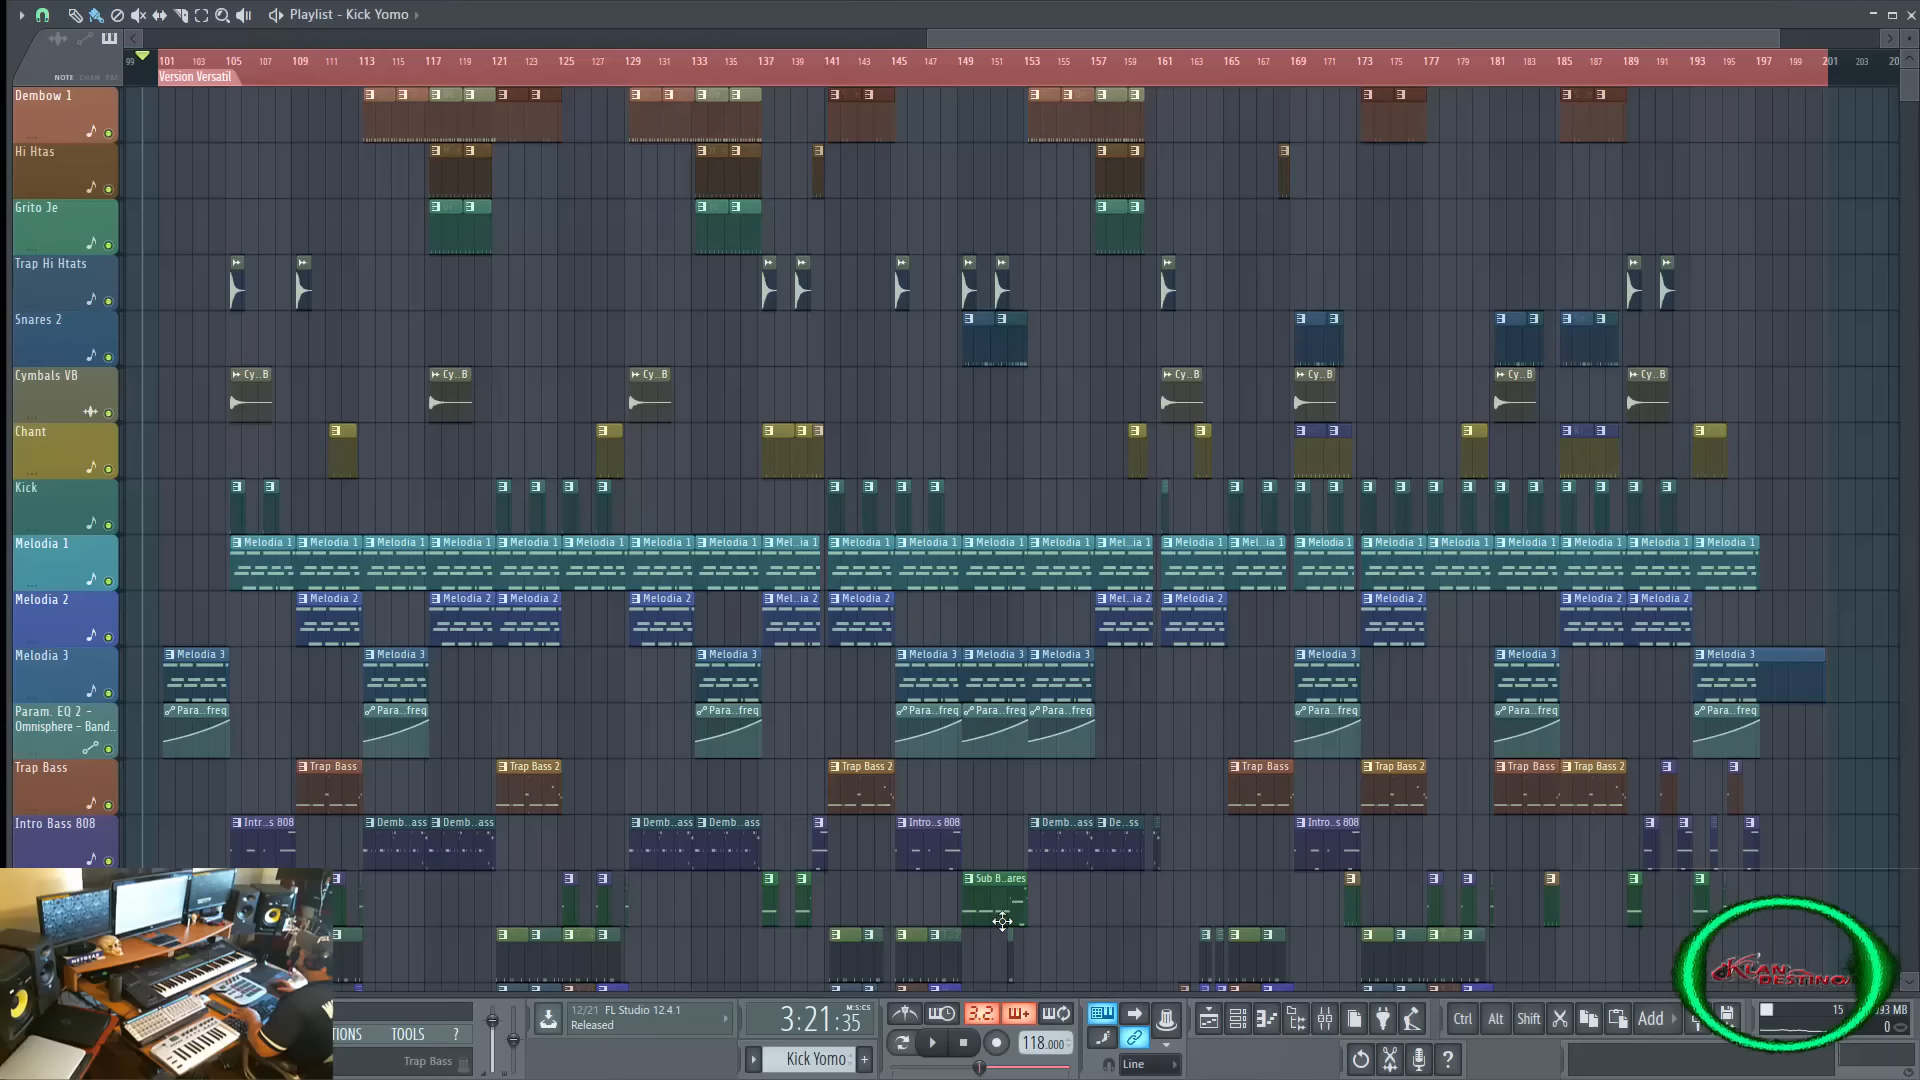 Playlist - Kick Yomo
NOTE CHAN PAT
99 101 103 105 107 109 111 113 115 117 119 121 123 125 127 129 131 133 135 137 139 141 143 145 147 149 151 153 155 157 159 161 163 165 167 169 171 173 175 177 179 181 183 185 187 189 191 193 195 197 199 201 203
Version Versatil
Dembow 1
Hi Htas
Grito Je
Trap Hi Htats
Snares 2
Cymbals VB
Cy..B Cy..B Cy..B Cy..B Cy..B Cy..B Cy..B
Chant
Kick
Melodia 1
Melodia 1 Melodia 1 Melodia 1 Melodia 1 Melodia 1 Melodia 1 Melodia 1 Melodia 1 Mel..ia 1 Melodia 1 Melodia 1 Melodia 1 Melodia 1 Mel..ia 1 Melodia 1 Mel..ia 1 Melodia 1 Melodia 1 Melodia 1 Melodia 1 Melodia 1 Melodia 1 Melodia 1
Melodia 2
Melodia 2 Melodia 2 Melodia 2 Melodia 2 Mel..ia 2 Melodia 2 Mel..ia 2 Melodia 2 Melodia 2 Melodia 2 Melodia 2
Melodia 3
Melodia 3 Melodia 3 Melodia 3 Melodia 3 Melodia 3 Melodia 3 Melodia 3 Melodia 3 Melodia 3
Param. EQ 2 -
Omnisphere - Band..
Para..freq Para..freq Para..freq Para..freq Para..freq Para..freq Para..freq Para..freq Para..freq
Trap Bass
Trap Bass Trap Bass 2 Trap Bass 2 Trap Bass Trap Bass 2 Trap Bass Trap Bass 2
Intro Bass 808
Intr..s 808 Demb..ass Demb..ass Demb..ass Demb..ass Intro..s 808 Demb..ass De..ss Intro..s 808
Sub B..ares
KLAN DESTINO
IONS TOOLS ?
Trap Bass
12/21 FL Studio 12.4.1
Released
3:21:35
M:S:CS
3.2
118.000
Kick Yomo
Line
Ctrl Alt Shift
Add
15
93 MB
0